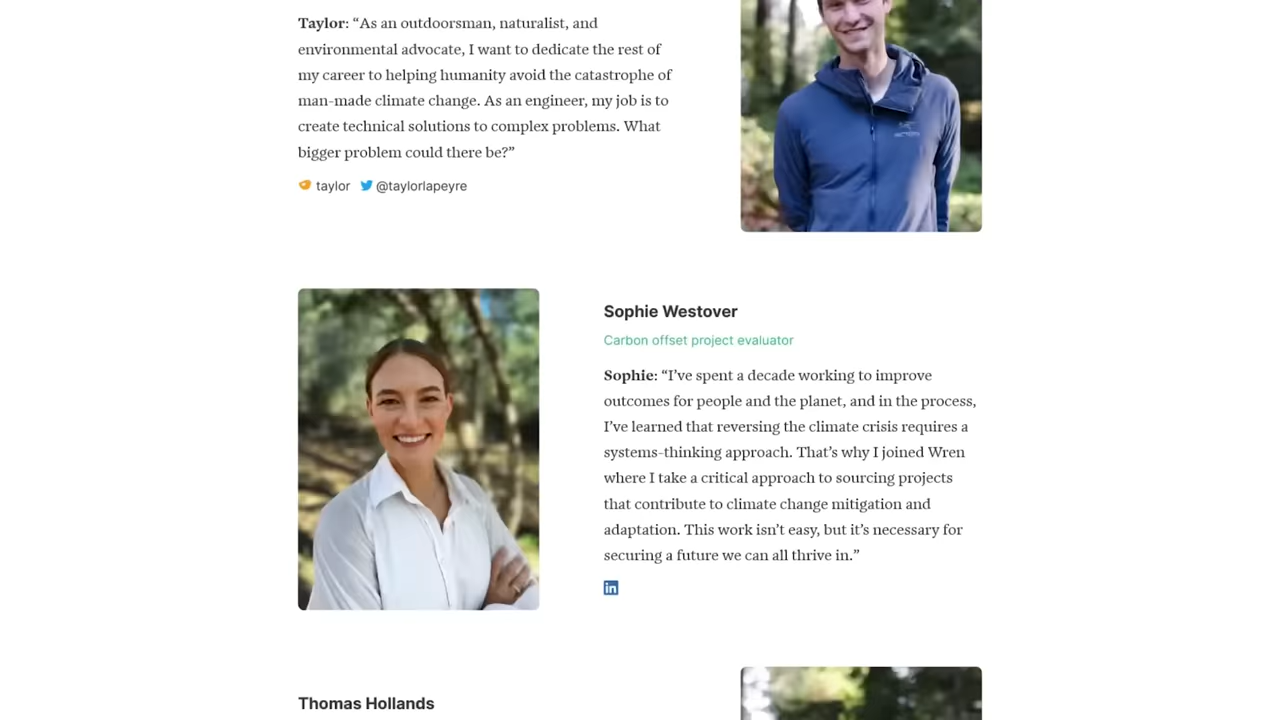 Taylor: “As an outdoorsman, naturalist, and
environmental advocate, I want to dedicate the rest of
my career to helping humanity avoid the catastrophe of
man-made climate change. As an engineer, my job is to
create technical solutions to complex problems. What
bigger problem could there be?”
taylor @taylorlapeyre
Sophie Westover
Carbon offset project evaluator
Sophie: “I’ve spent a decade working to improve
outcomes for people and the planet, and in the process,
I’ve learned that reversing the climate crisis requires a
systems-thinking approach. That’s why I joined Wren
where I take a critical approach to sourcing projects
that contribute to climate change mitigation and
adaptation. This work isn’t easy, but it’s necessary for
securing a future we can all thrive in.”
in
Thomas Hollands